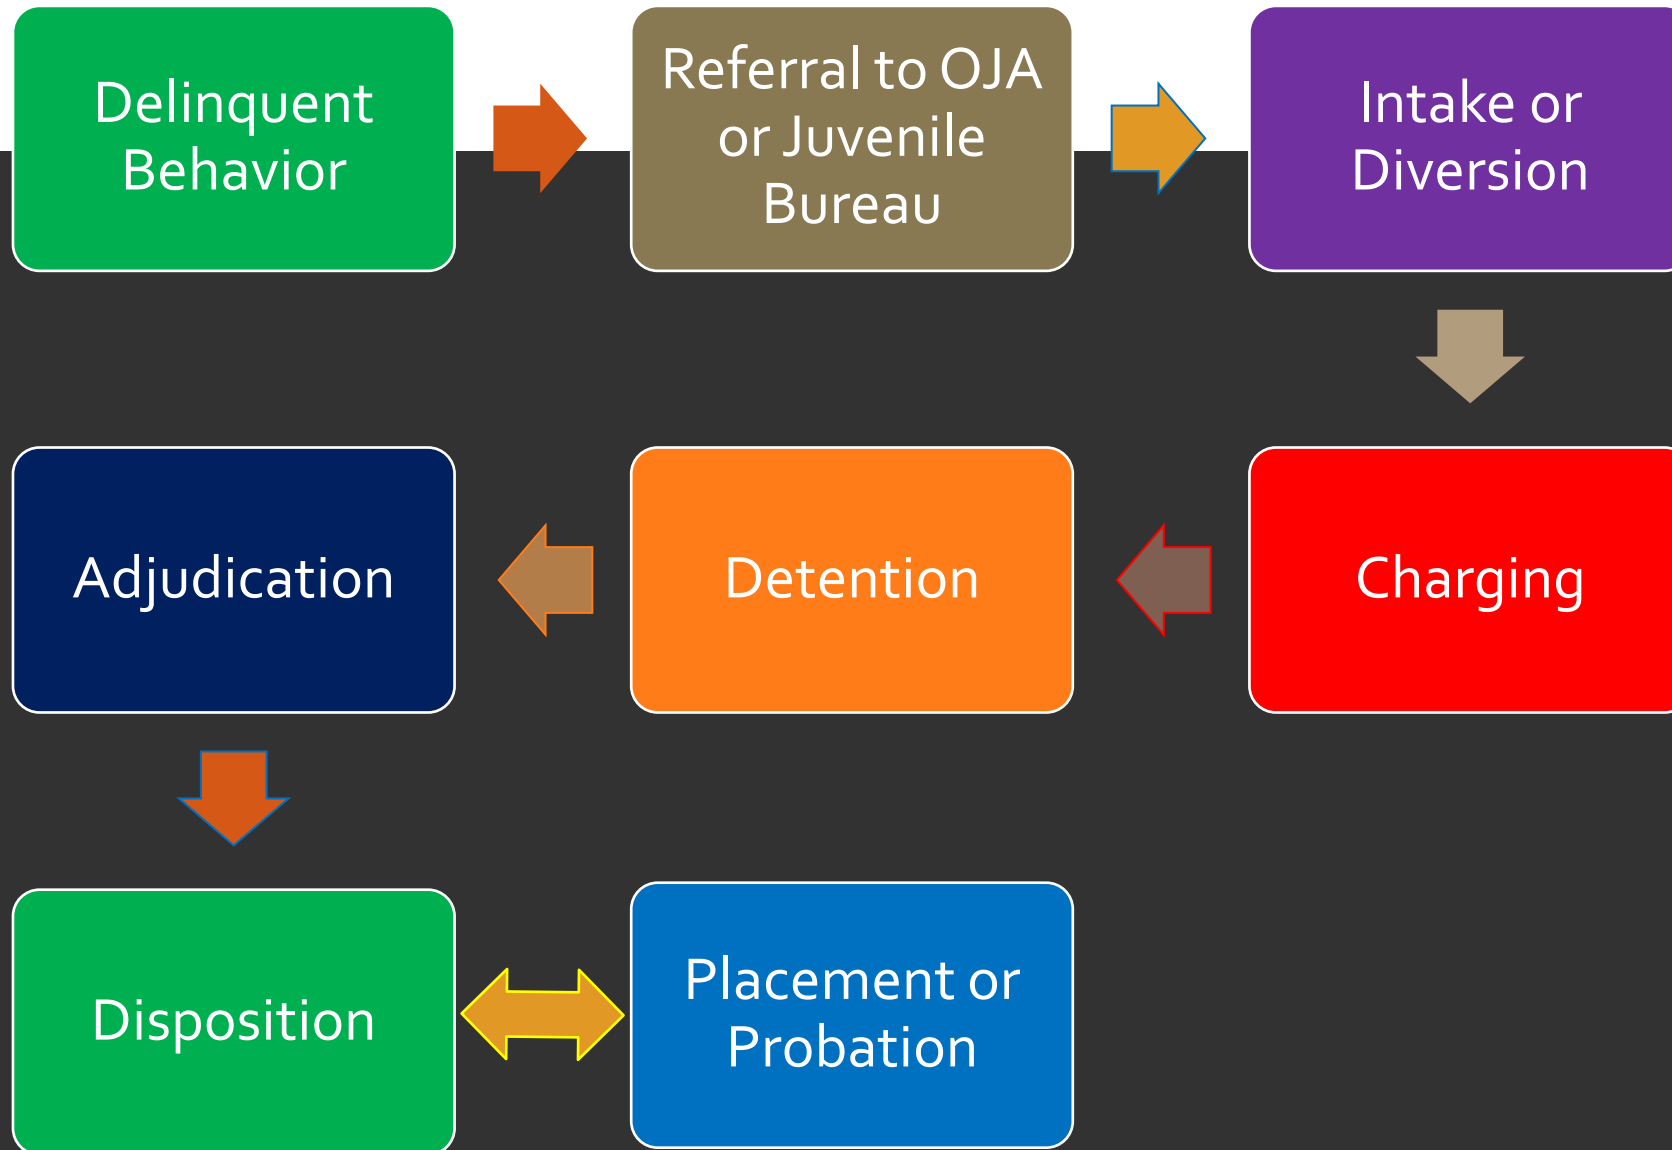 Delinquent
Behavior
Referral to OJA
or Juvenile
Bureau
Intake or
Diversion
Adjudication
Detention
Charging
Disposition
Placement or
Probation